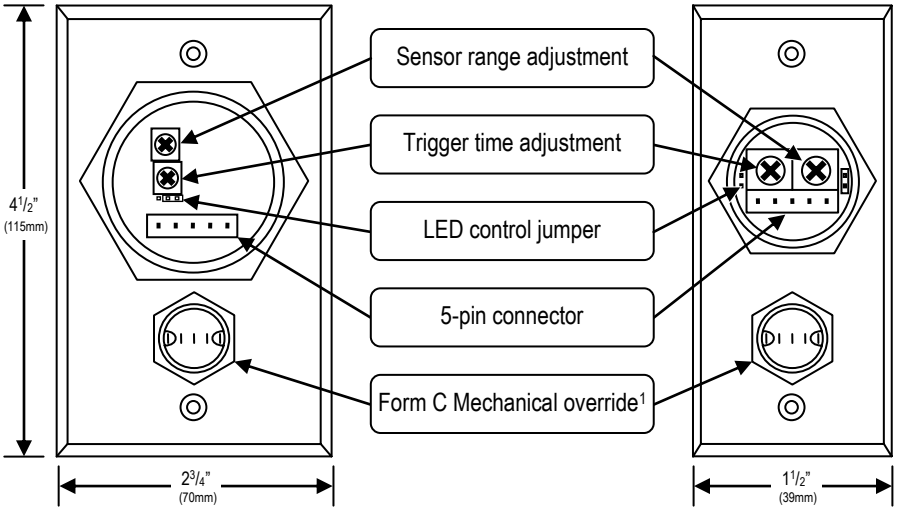 Sensor range adjustment
Trigger time adjustment
LED control jumper
5-pin connector
Form C Mechanical override¹
4¹/₂”
(115mm)
2³/₄”
(70mm)
1¹/₂”
(39mm)